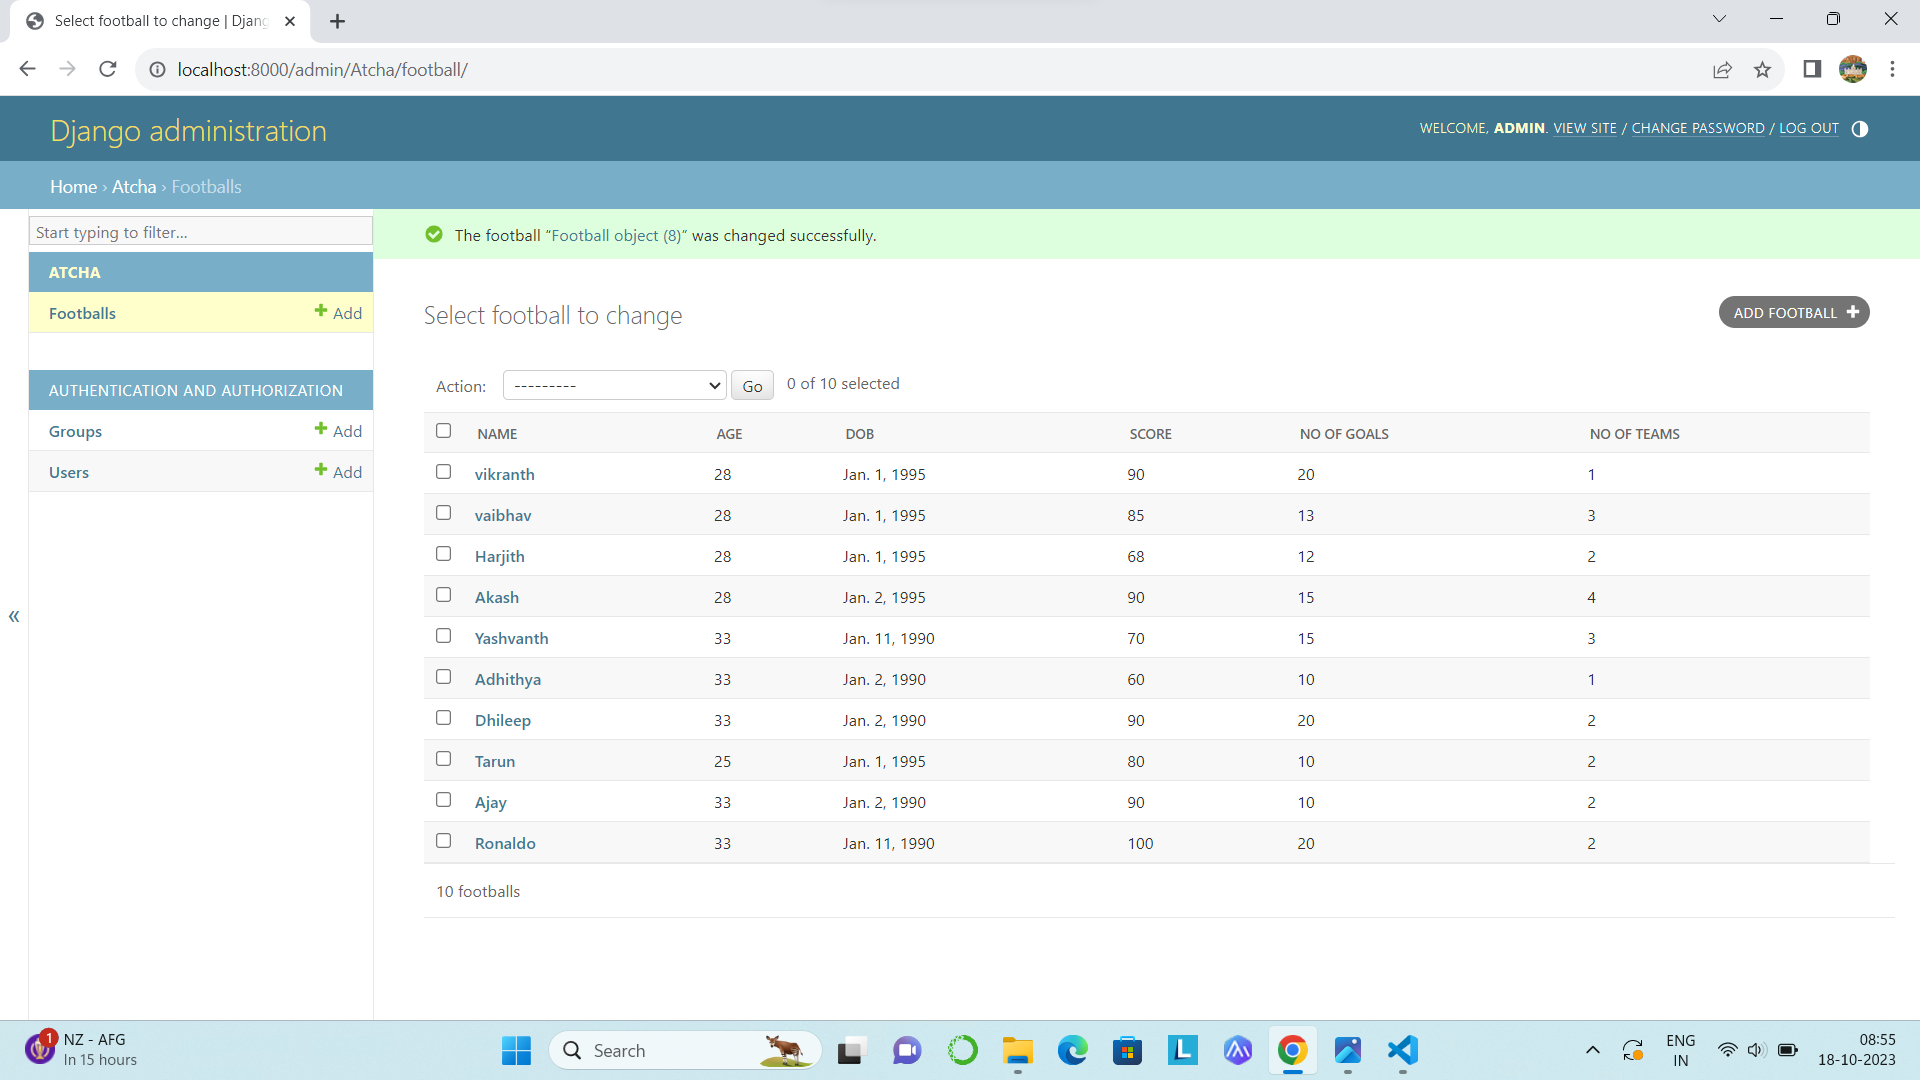 Select football to change | Djang
localhost:8000/admin/Atcha/football/
Django administration
WELCOME, ADMIN. VIEW SITE / CHANGE PASSWORD / LOG OUT
Home › Atcha › Footballs
Start typing to filter...
The football “Football object (8)” was changed successfully.
ATCHA
Footballs + Add
AUTHENTICATION AND AUTHORIZATION
Groups + Add
Users + Add
«
Select football to change
ADD FOOTBALL +
Action: --------- Go 0 of 10 selected
NAME AGE DOB SCORE NO OF GOALS NO OF TEAMS
vikranth 28 Jan. 1, 1995 90 20 1
vaibhav 28 Jan. 1, 1995 85 13 3
Harjith 28 Jan. 1, 1995 68 12 2
Akash 28 Jan. 2, 1995 90 15 4
Yashvanth 33 Jan. 11, 1990 70 15 3
Adhithya 33 Jan. 2, 1990 60 10 1
Dhileep 33 Jan. 2, 1990 90 20 2
Tarun 25 Jan. 1, 1995 80 10 2
Ajay 33 Jan. 2, 1990 90 10 2
Ronaldo 33 Jan. 11, 1990 100 20 2
10 footballs
1
NZ - AFG
In 15 hours
Search
L
ENG
IN
08:55
18-10-2023